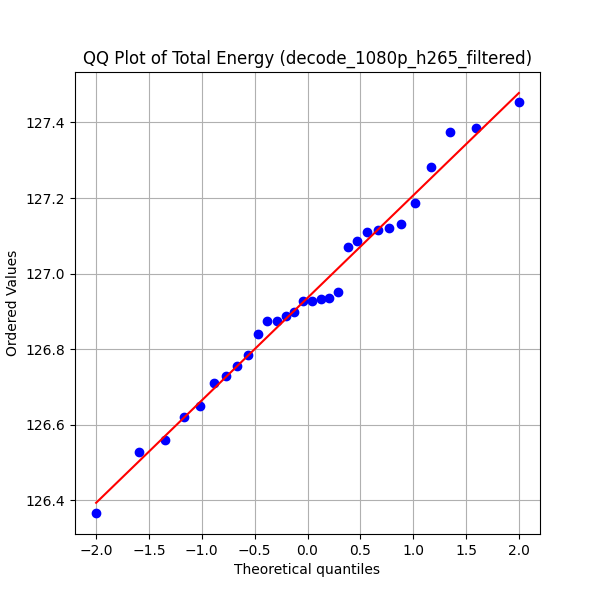 QQ Plot of Total Energy (decode_1080p_h265_filtered)
Ordered Values
127.4
127.2
127.0
126.8
126.6
126.4
−2.0 −1.5 −1.0 −0.5 0.0 0.5 1.0 1.5 2.0
Theoretical quantiles